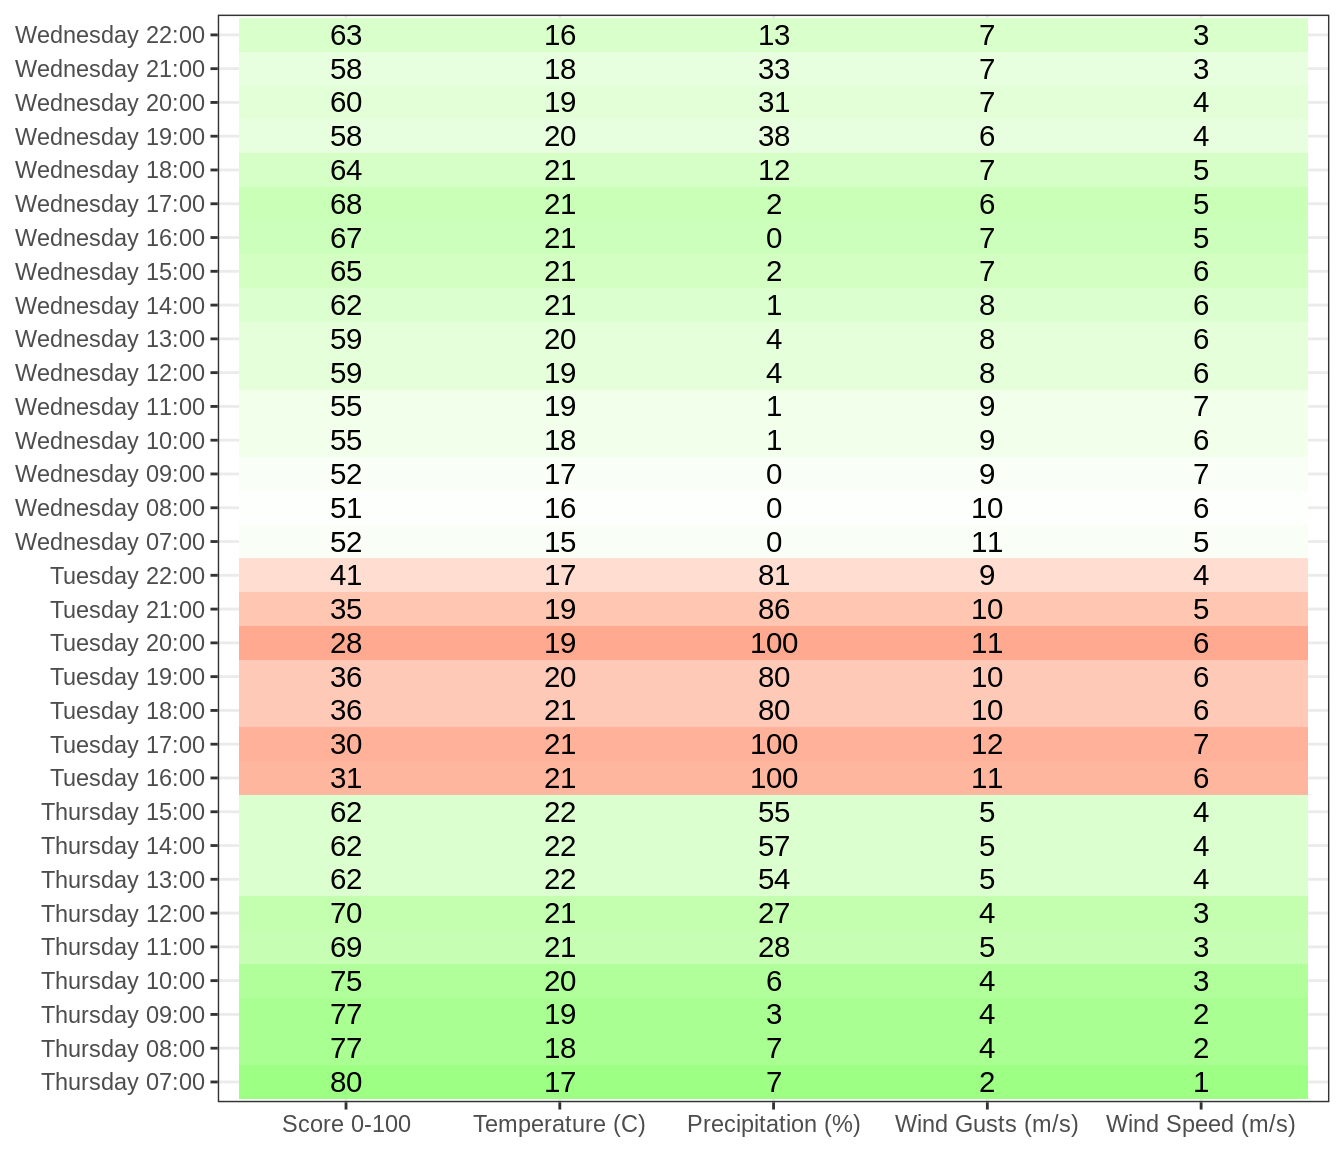 Wednesday 22:00 63 16 13 7 3
Wednesday 21:00 58 18 33 7 3
Wednesday 20:00 60 19 31 7 4
Wednesday 19:00 58 20 38 6 4
Wednesday 18:00 64 21 12 7 5
Wednesday 17:00 68 21 2 6 5
Wednesday 16:00 67 21 0 7 5
Wednesday 15:00 65 21 2 7 6
Wednesday 14:00 62 21 1 8 6
Wednesday 13:00 59 20 4 8 6
Wednesday 12:00 59 19 4 8 6
Wednesday 11:00 55 19 1 9 7
Wednesday 10:00 55 18 1 9 6
Wednesday 09:00 52 17 0 9 7
Wednesday 08:00 51 16 0 10 6
Wednesday 07:00 52 15 0 11 5
Tuesday 22:00 41 17 81 9 4
Tuesday 21:00 35 19 86 10 5
Tuesday 20:00 28 19 100 11 6
Tuesday 19:00 36 20 80 10 6
Tuesday 18:00 36 21 80 10 6
Tuesday 17:00 30 21 100 12 7
Tuesday 16:00 31 21 100 11 6
Thursday 15:00 62 22 55 5 4
Thursday 14:00 62 22 57 5 4
Thursday 13:00 62 22 54 5 4
Thursday 12:00 70 21 27 4 3
Thursday 11:00 69 21 28 5 3
Thursday 10:00 75 20 6 4 3
Thursday 09:00 77 19 3 4 2
Thursday 08:00 77 18 7 4 2
Thursday 07:00 80 17 7 2 1
Score 0-100 Temperature (C) Precipitation (%) Wind Gusts (m/s) Wind Speed (m/s)